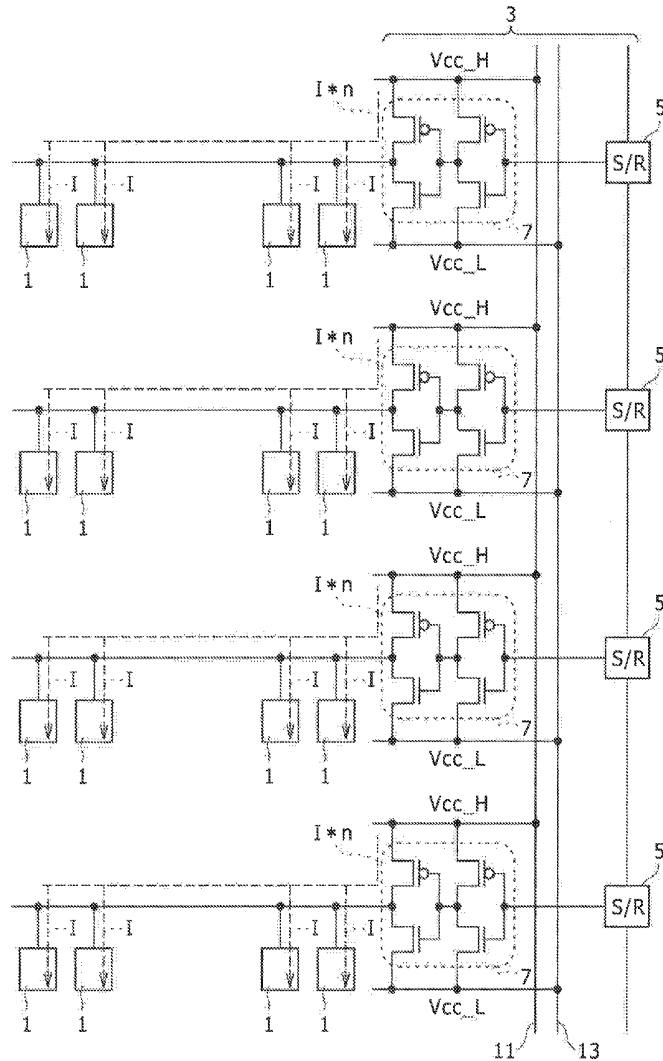 3
Vcc_H
I*n
5
S/R
I I I I
7
1 1 1 1
Vcc_L
Vcc_H
I*n
5
S/R
I I I I
7
1 1 1 1
Vcc_L
Vcc_H
I*n
5
S/R
I I I I
7
1 1 1 1
Vcc_L
Vcc_H
I*n
5
S/R
I I I I
7
1 1 1 1
Vcc_L
11 13